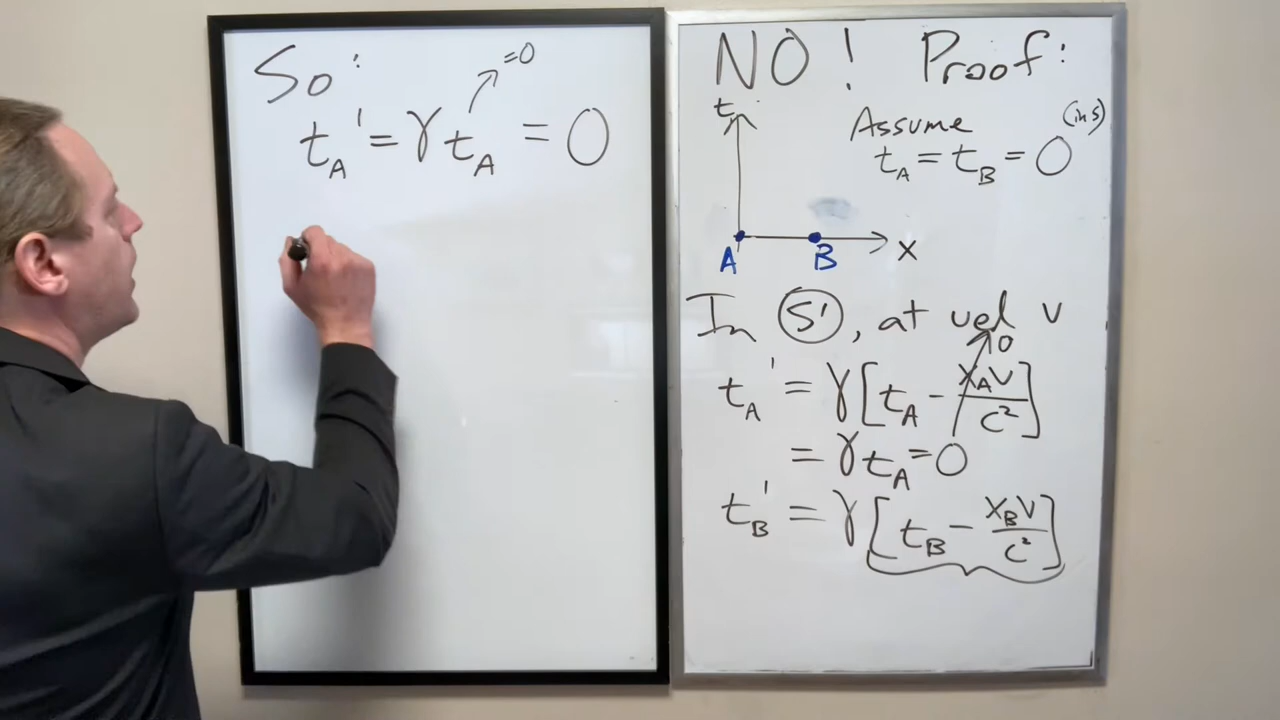 So:
=0
t_A' = γ t_A = 0
NO! Proof:
t
Assume (in S)
t_A = t_B = 0
A B x
In S', at vel v
0
t_A' = γ[t_A - x_A v / c²]
= γ t_A = 0
t_B' = γ[t_B - x_B v / c²]